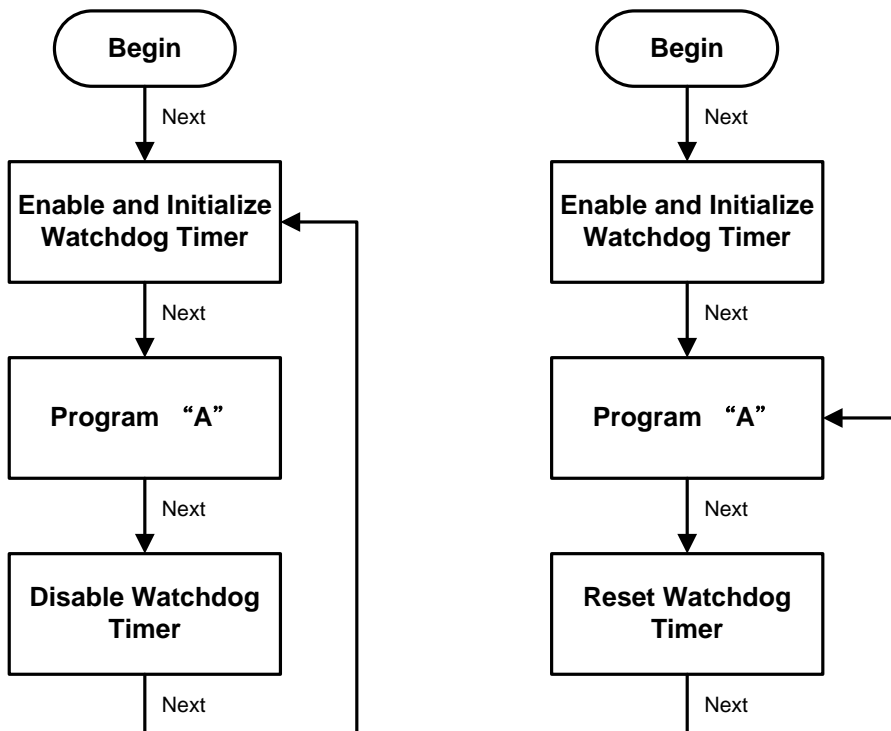 Begin
Next
Enable and Initialize
Watchdog Timer
Next
Program “A”
Next
Disable Watchdog
Timer
Next
Begin
Next
Enable and Initialize
Watchdog Timer
Next
Program “A”
Next
Reset Watchdog
Timer
Next